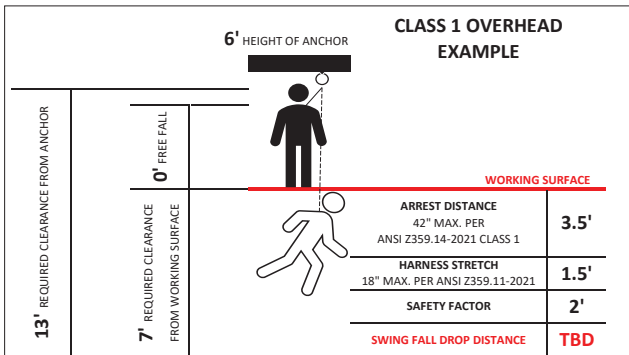 CLASS 1 OVERHEAD
EXAMPLE
6' HEIGHT OF ANCHOR
13' REQUIRED CLEARANCE FROM ANCHOR
0' FREE FALL
7' REQUIRED CLEARANCE
FROM WORKING SURFACE
WORKING SURFACE
ARREST DISTANCE
42" MAX. PER
ANSI Z359.14-2021 CLASS 1
3.5'
HARNESS STRETCH
18" MAX. PER ANSI Z359.11-2021
1.5'
SAFETY FACTOR
2'
SWING FALL DROP DISTANCE
TBD